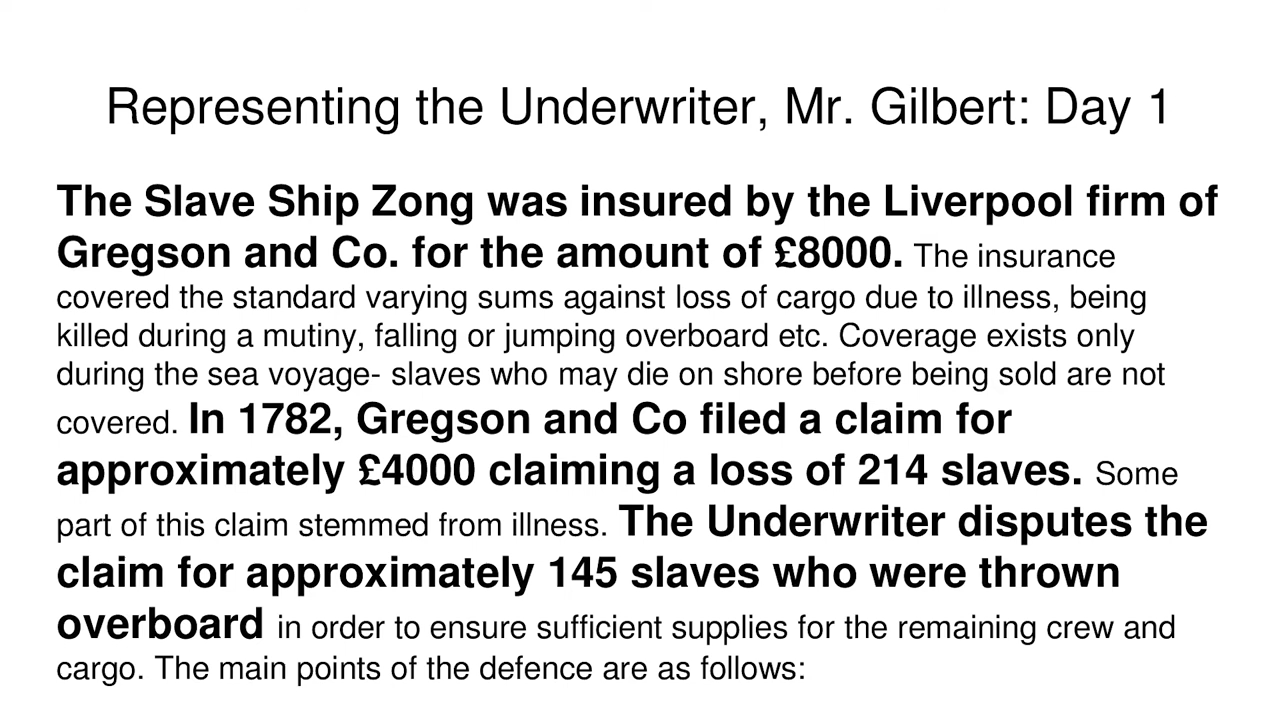 Representing the Underwriter, Mr. Gilbert: Day 1
The Slave Ship Zong was insured by the Liverpool firm of
Gregson and Co. for the amount of £8000. The insurance
covered the standard varying sums against loss of cargo due to illness, being
killed during a mutiny, falling or jumping overboard etc. Coverage exists only
during the sea voyage- slaves who may die on shore before being sold are not
covered. In 1782, Gregson and Co filed a claim for
approximately £4000 claiming a loss of 214 slaves. Some
part of this claim stemmed from illness. The Underwriter disputes the
claim for approximately 145 slaves who were thrown
overboard in order to ensure sufficient supplies for the remaining crew and
cargo. The main points of the defence are as follows: